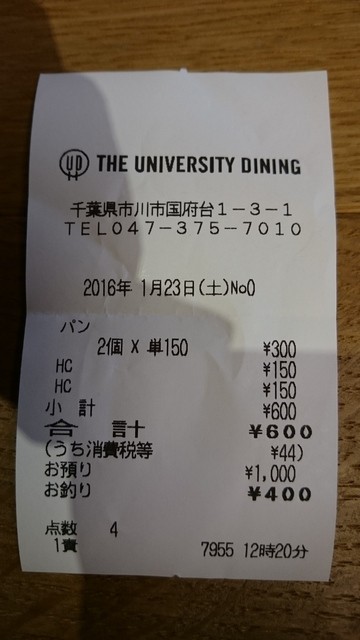 UD THE UNIVERSITY DINING
千葉県市川市国府台1-3-1
TEL047-375-7010
2016年 1月23日(土)No0
パン
2個 X 単150 ¥300
HC ¥150
HC ¥150
小 計 ¥600
合 計 ¥600
(うち消費税等 ¥44)
お預り ¥1,000
お釣り ¥400
点数 4
1責 7955 12時20分